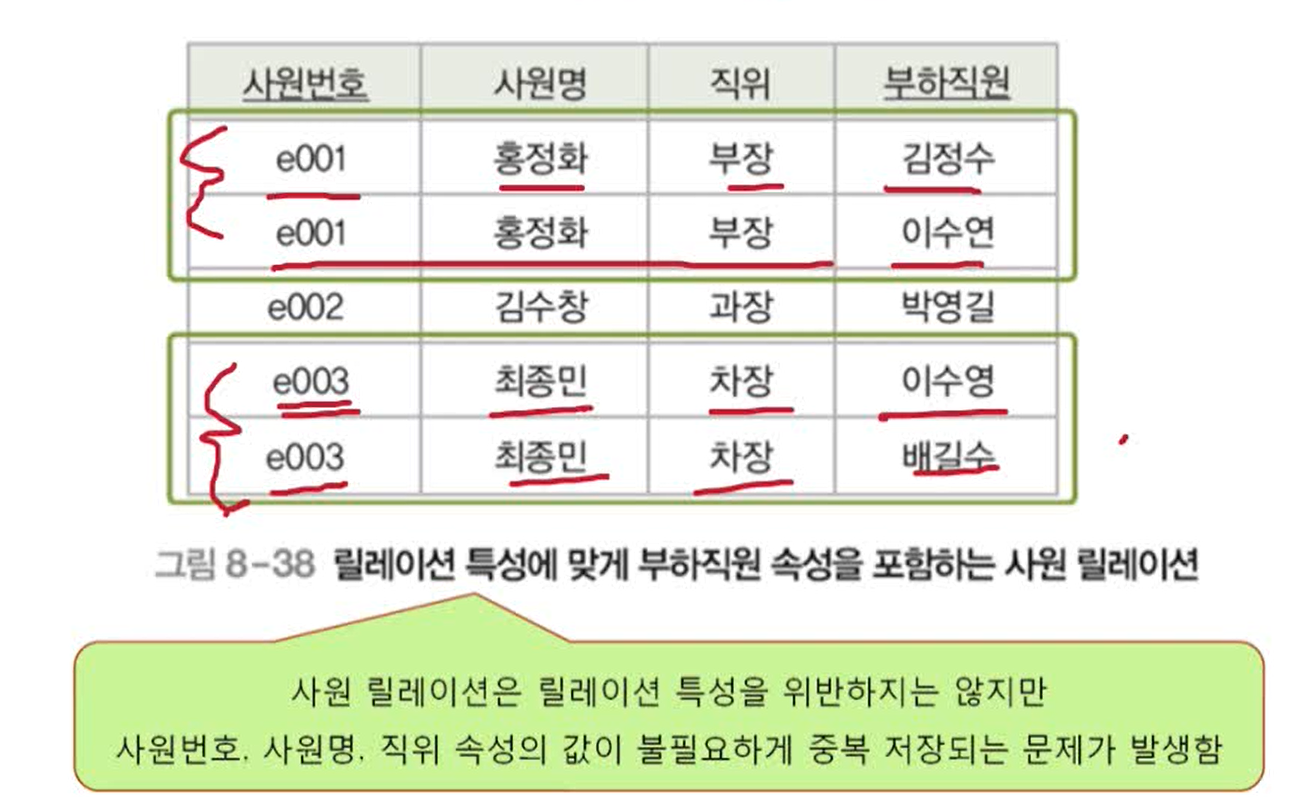 사원번호 사원명 직위 부하직원
e001 홍정화 부장 김정수
e001 홍정화 부장 이수연
e002 김수창 과장 박영길
e003 최종민 차장 이수영
e003 최종민 차장 배길수
그림 8-38 릴레이션 특성에 맞게 부하직원 속성을 포함하는 사원 릴레이션
사원 릴레이션은 릴레이션 특성을 위반하지는 않지만
사원번호. 사원명. 직위 속성의 값이 불필요하게 중복 저장되는 문제가 발생함